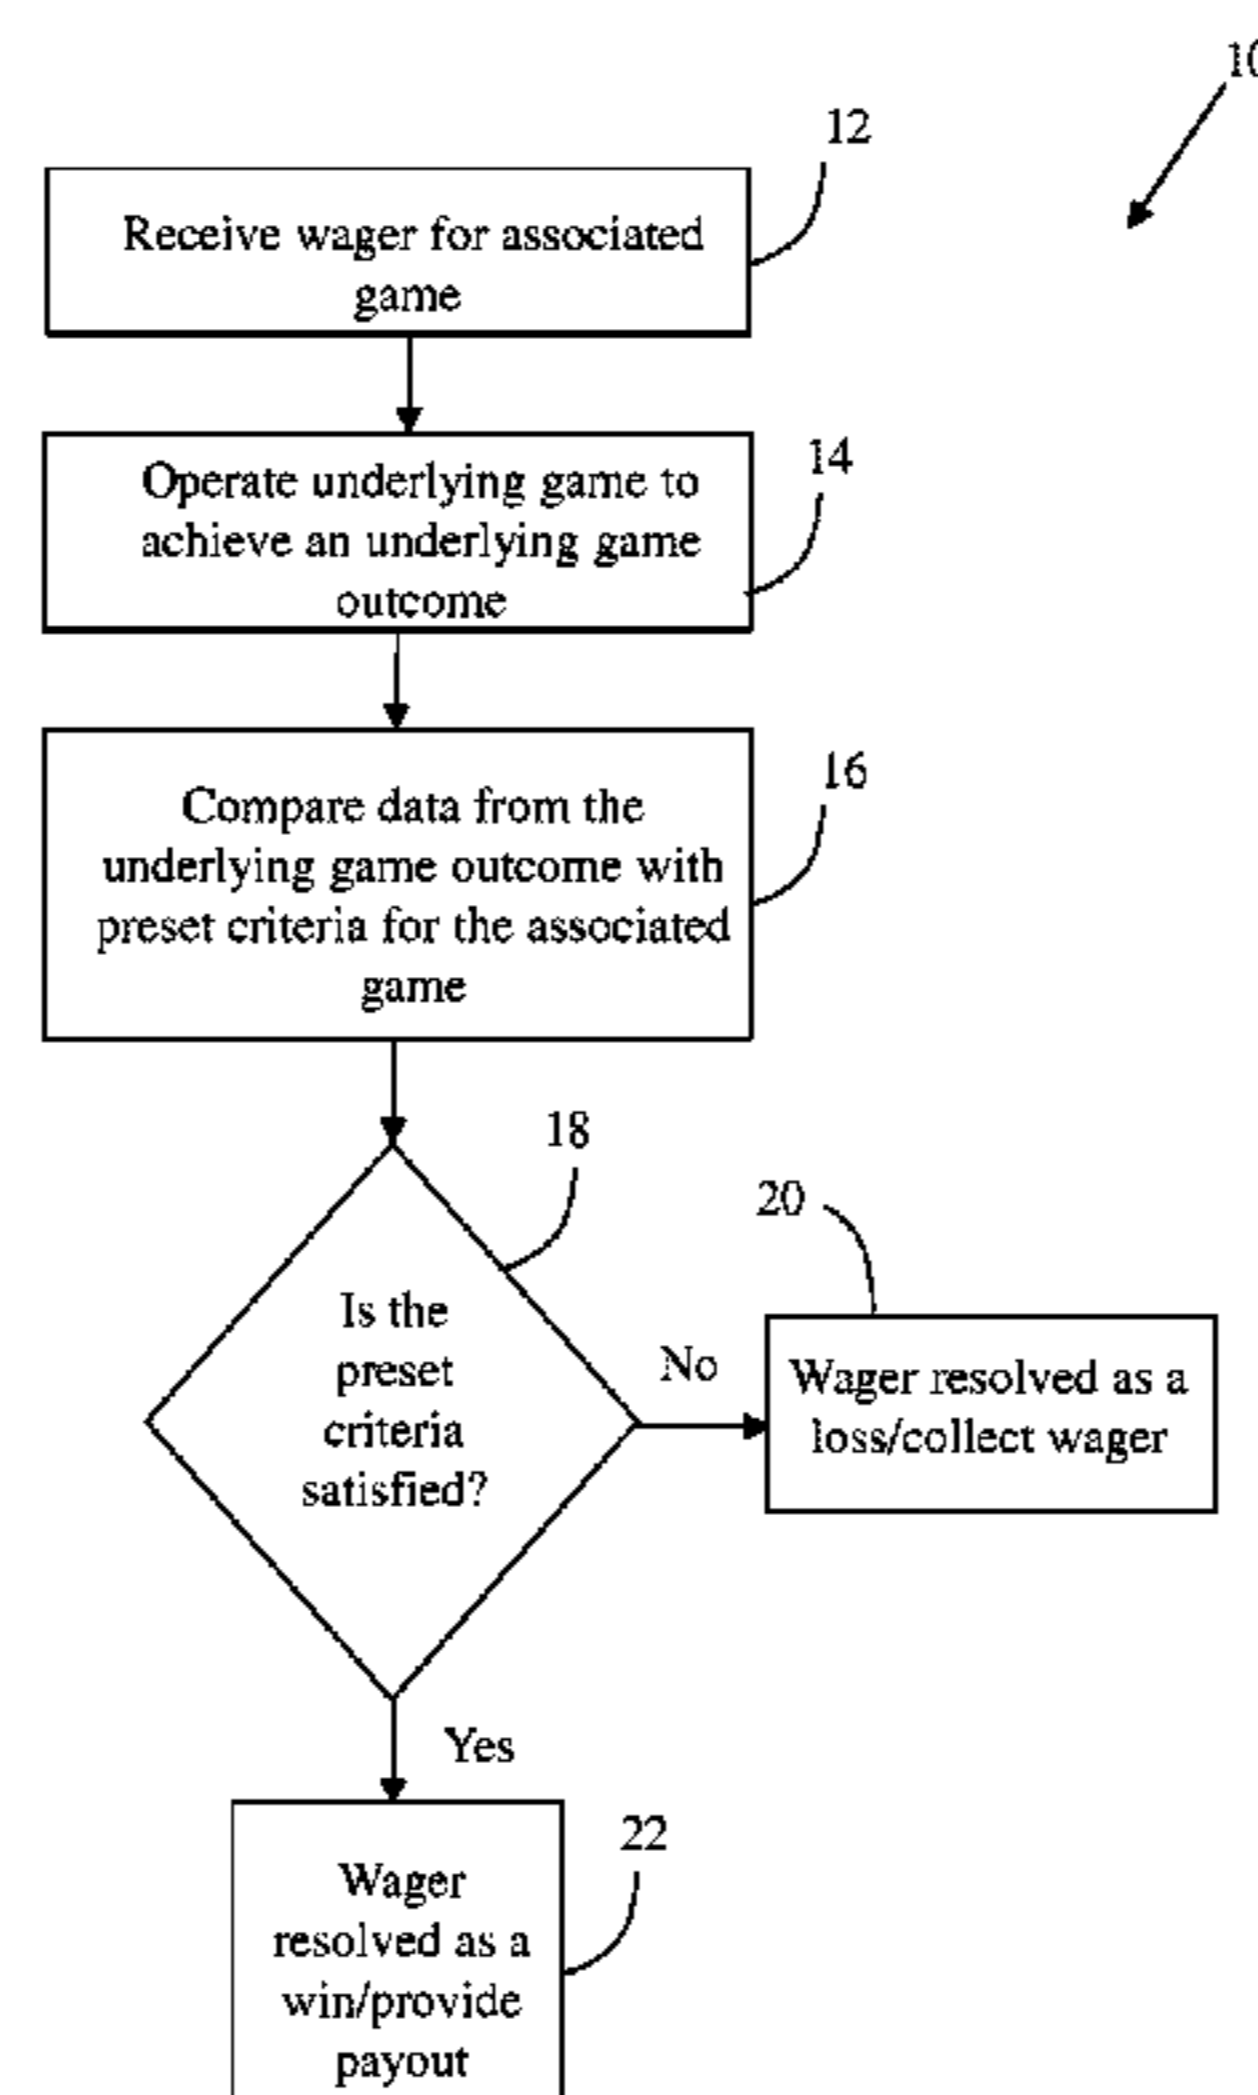 10
12
Receive wager for associated
game
14
Operate underlying game to
achieve an underlying game
outcome
16
Compare data from the
underlying game outcome with
preset criteria for the associated
game
18
20
Is the
preset
criteria
satisfied?
No
Wager resolved as a
loss/collect wager
Yes
22
Wager
resolved as a
win/provide
payout